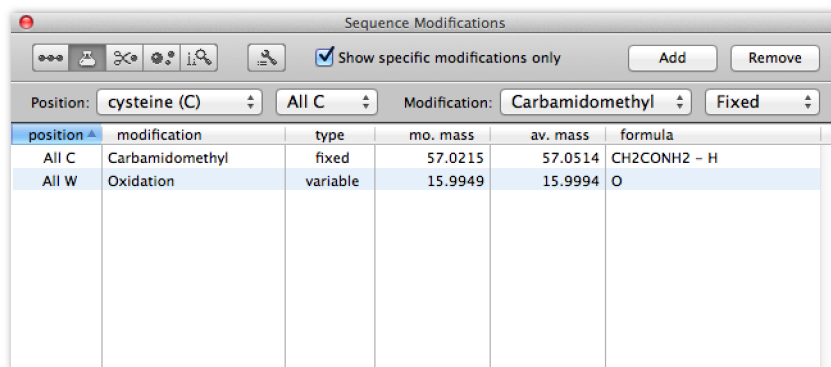 Sequence Modifications
Show specific modifications only Add Remove
Position: cysteine (C) All C Modification: Carbamidomethyl Fixed
position modification type mo. mass av. mass formula
All C Carbamidomethyl fixed 57.0215 57.0514 CH2CONH2 - H
All W Oxidation variable 15.9949 15.9994 O